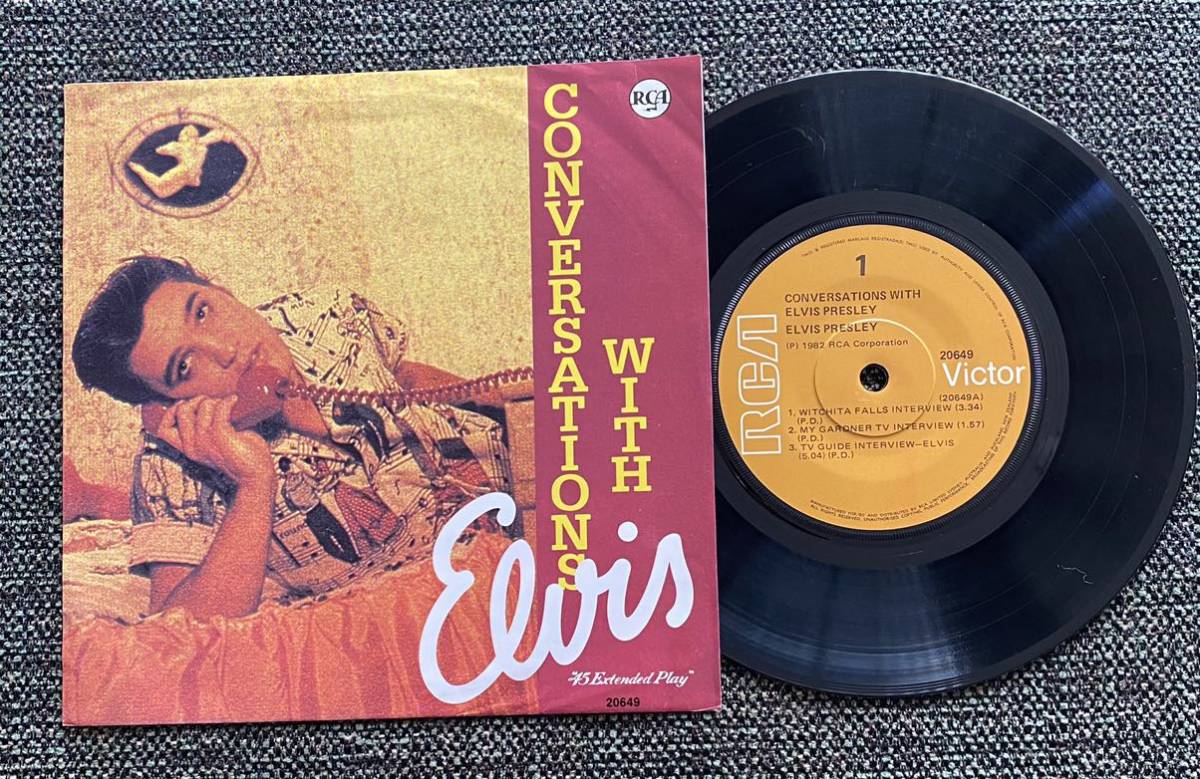 CONVERSATIONS
WITH
Elvis
RCA
"45 Extended Play"
20649
1
CONVERSATIONS WITH
ELVIS PRESLEY
ELVIS PRESLEY
(P) 1982 RCA Corporation
RCA
20649
Victor
(20649A)
1. WITCHITA FALLS INTERVIEW (3.34)
(P.D.)
2. MY GARDNER TV INTERVIEW (1.57)
(P.D.)
3. TV GUIDE INTERVIEW—ELVIS
(5.04) (P.D.)